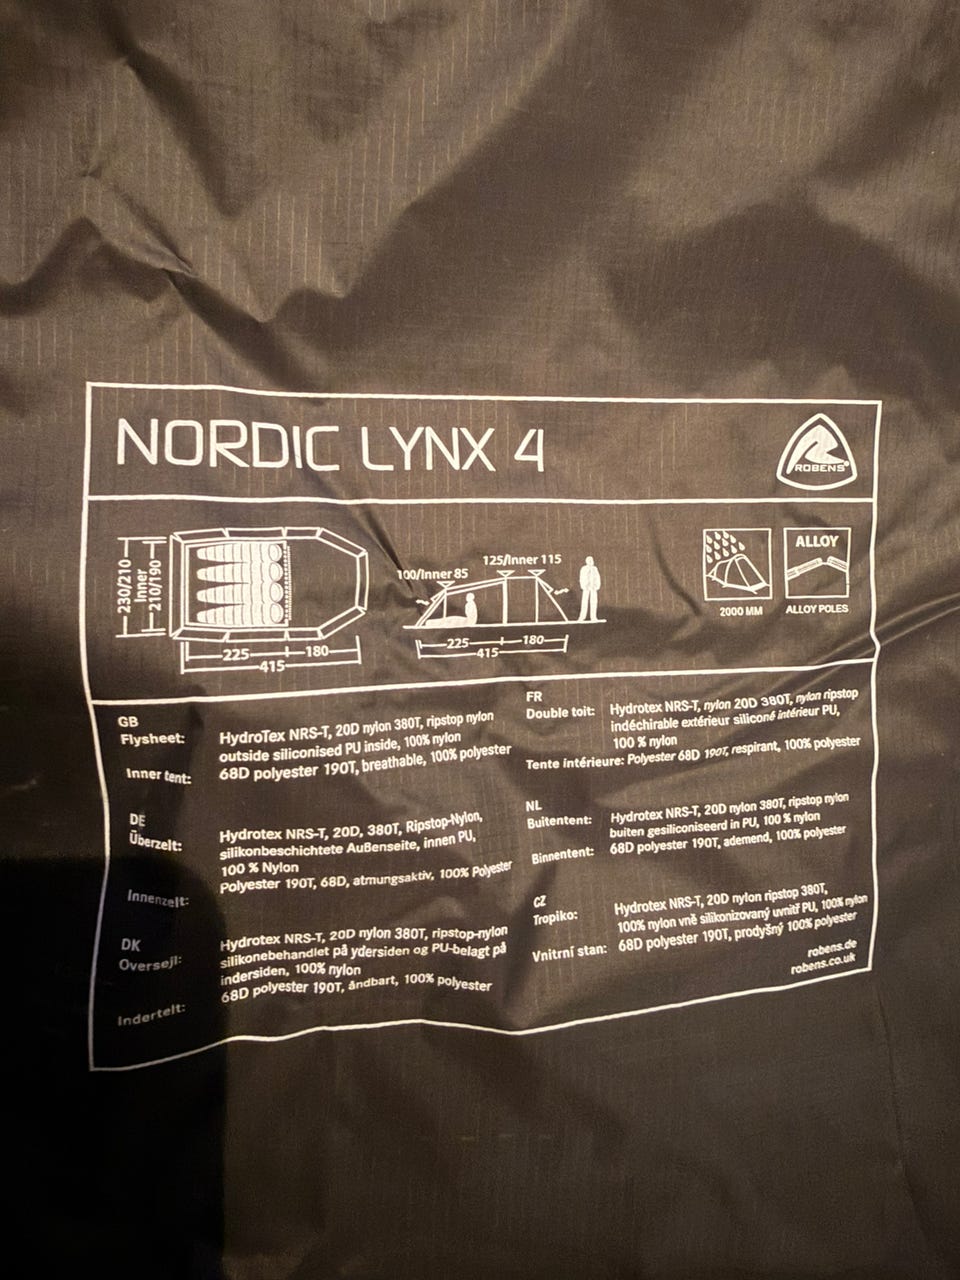 NORDIC LYNX 4
ROBENS®
230/210
Inner
210/190
225
180
415
100/Inner 85
125/Inner 115
225
180
415
2000 MM
ALLOY
ALLOY POLES
GB
Flysheet: HydroTex NRS-T, 20D nylon 380T, ripstop nylon
outside siliconised PU inside, 100% nylon
Inner tent: 68D polyester 190T, breathable, 100% polyester
DE
Überzelt: Hydrotex NRS-T, 20D, 380T, Ripstop-Nylon,
silikonbeschichtete Außenseite, innen PU,
100 % Nylon
Innenzelt: Polyester 190T, 68D, atmungsaktiv, 100% Polyester
DK
Oversejl: Hydrotex NRS-T, 20D nylon 380T, ripstop-nylon
silikonebehandlet på ydersiden og PU-belagt på
indersiden, 100% nylon
Indertelt: 68D polyester 190T, åndbart, 100% polyester
FR
Double toit: Hydrotex NRS-T, nylon 20D 380T, nylon ripstop
indéchirable extérieur siliconé intérieur PU,
100 % nylon
Tente intérieure: Polyester 68D 190T, respirant, 100% polyester
NL
Buitentent: Hydrotex NRS-T, 20D nylon 380T, ripstop nylon
buiten gesiliconiseerd in PU, 100 % nylon
Binnentent: 68D polyester 190T, ademend, 100% polyester
CZ
Tropiko: Hydrotex NRS-T, 20D nylon ripstop 380T,
100% nylon vně silikonizovaný uvnitř PU, 100% nylon
Vnitrní stan: 68D polyester 190T, prodyšný 100% polyester
robens.de
robens.co.uk